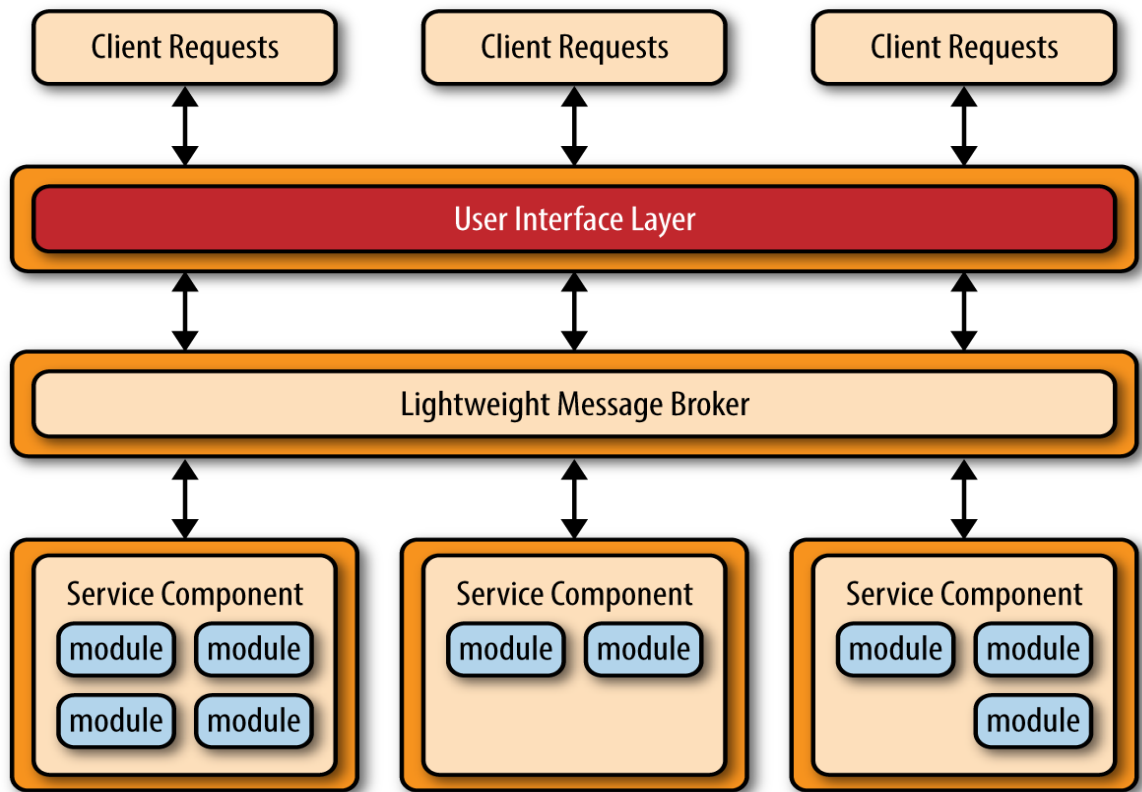 Client Requests
Client Requests
Client Requests
User Interface Layer
Lightweight Message Broker
Service Component
module module
module module
Service Component
module module
Service Component
module module
module